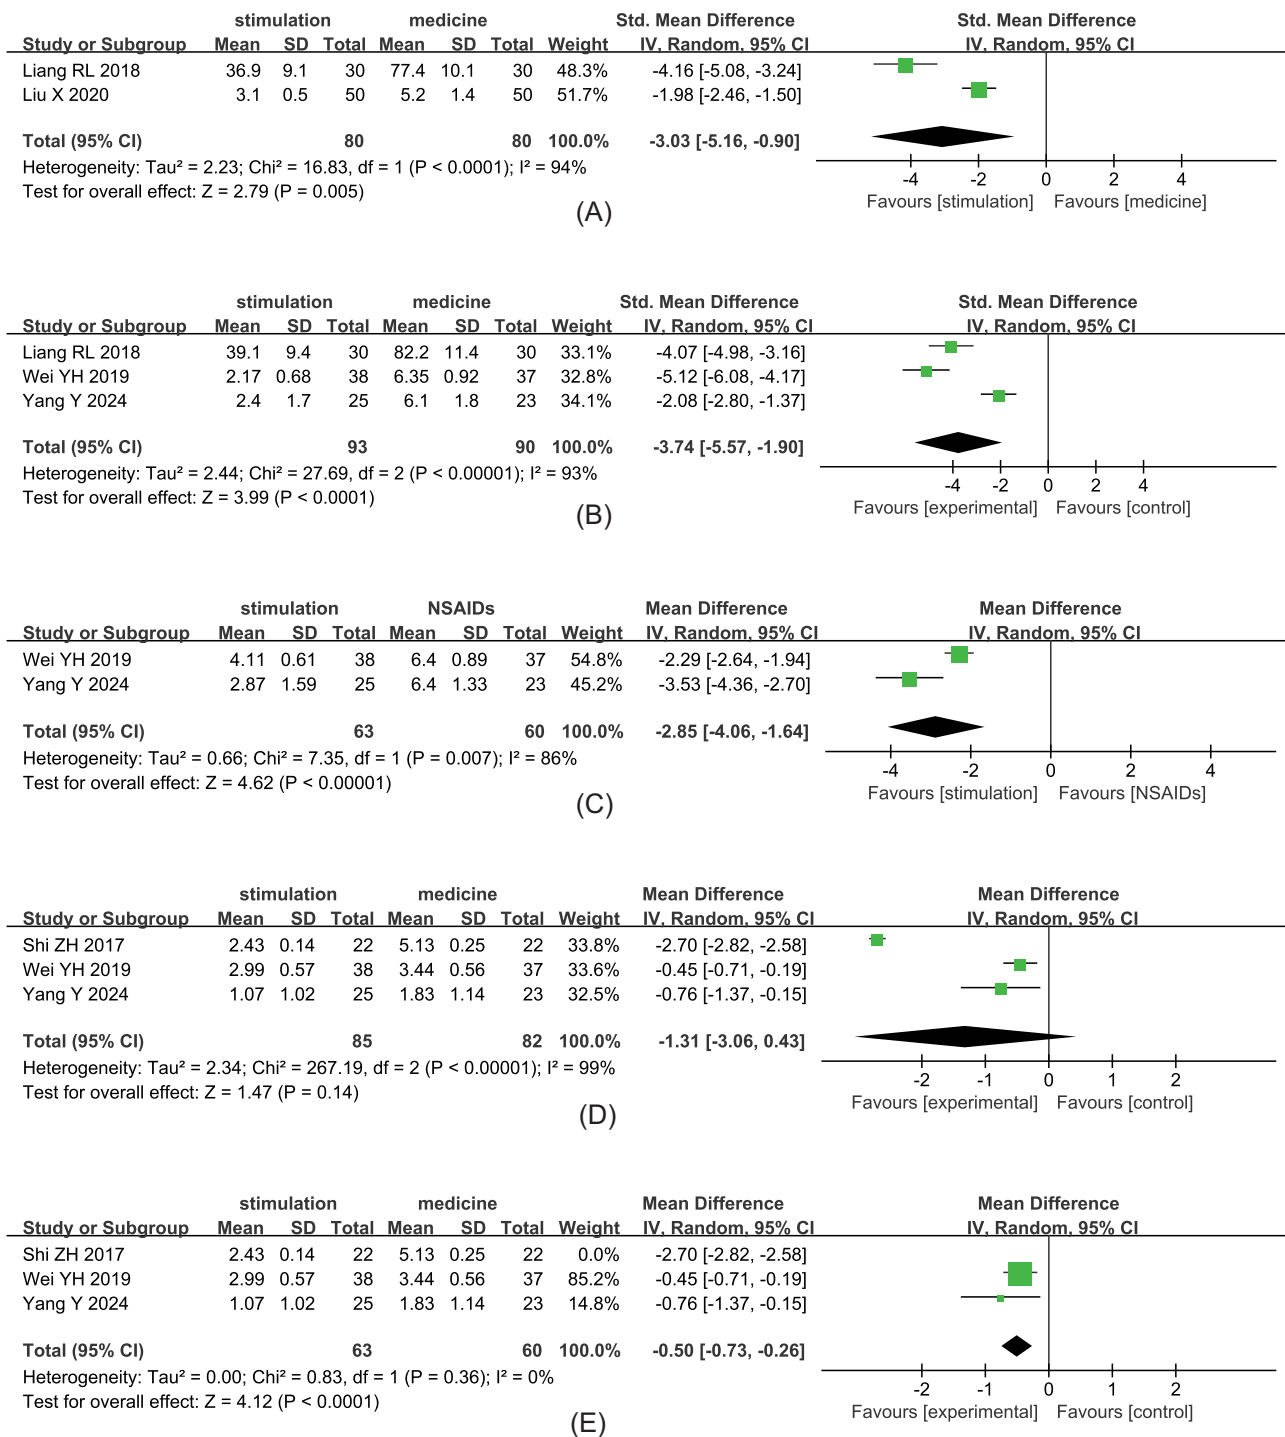 stimulation medicine Std. Mean Difference Std. Mean Difference
Study or Subgroup Mean SD Total Mean SD Total Weight IV, Random, 95% CI IV, Random, 95% CI
Liang RL 2018 36.9 9.1 30 77.4 10.1 30 48.3% -4.16 [-5.08, -3.24]
Liu X 2020 3.1 0.5 50 5.2 1.4 50 51.7% -1.98 [-2.46, -1.50]
Total (95% CI) 80 80 100.0% -3.03 [-5.16, -0.90]
Heterogeneity: Tau² = 2.23; Chi² = 16.83, df = 1 (P < 0.0001); I² = 94%
Test for overall effect: Z = 2.79 (P = 0.005)
-4 -2 0 2 4
Favours [stimulation] Favours [medicine]
(A)
stimulation medicine Std. Mean Difference Std. Mean Difference
Study or Subgroup Mean SD Total Mean SD Total Weight IV, Random, 95% CI IV, Random, 95% CI
Liang RL 2018 39.1 9.4 30 82.2 11.4 30 33.1% -4.07 [-4.98, -3.16]
Wei YH 2019 2.17 0.68 38 6.35 0.92 37 32.8% -5.12 [-6.08, -4.17]
Yang Y 2024 2.4 1.7 25 6.1 1.8 23 34.1% -2.08 [-2.80, -1.37]
Total (95% CI) 93 90 100.0% -3.74 [-5.57, -1.90]
Heterogeneity: Tau² = 2.44; Chi² = 27.69, df = 2 (P < 0.00001); I² = 93%
Test for overall effect: Z = 3.99 (P < 0.0001)
-4 -2 0 2 4
Favours [experimental] Favours [control]
(B)
stimulation NSAIDs Mean Difference Mean Difference
Study or Subgroup Mean SD Total Mean SD Total Weight IV, Random, 95% CI IV, Random, 95% CI
Wei YH 2019 4.11 0.61 38 6.4 0.89 37 54.8% -2.29 [-2.64, -1.94]
Yang Y 2024 2.87 1.59 25 6.4 1.33 23 45.2% -3.53 [-4.36, -2.70]
Total (95% CI) 63 60 100.0% -2.85 [-4.06, -1.64]
Heterogeneity: Tau² = 0.66; Chi² = 7.35, df = 1 (P = 0.007); I² = 86%
Test for overall effect: Z = 4.62 (P < 0.00001)
-4 -2 0 2 4
Favours [stimulation] Favours [NSAIDs]
(C)
stimulation medicine Mean Difference Mean Difference
Study or Subgroup Mean SD Total Mean SD Total Weight IV, Random, 95% CI IV, Random, 95% CI
Shi ZH 2017 2.43 0.14 22 5.13 0.25 22 33.8% -2.70 [-2.82, -2.58]
Wei YH 2019 2.99 0.57 38 3.44 0.56 37 33.6% -0.45 [-0.71, -0.19]
Yang Y 2024 1.07 1.02 25 1.83 1.14 23 32.5% -0.76 [-1.37, -0.15]
Total (95% CI) 85 82 100.0% -1.31 [-3.06, 0.43]
Heterogeneity: Tau² = 2.34; Chi² = 267.19, df = 2 (P < 0.00001); I² = 99%
Test for overall effect: Z = 1.47 (P = 0.14)
-2 -1 0 1 2
Favours [experimental] Favours [control]
(D)
stimulation medicine Mean Difference Mean Difference
Study or Subgroup Mean SD Total Mean SD Total Weight IV, Random, 95% CI IV, Random, 95% CI
Shi ZH 2017 2.43 0.14 22 5.13 0.25 22 0.0% -2.70 [-2.82, -2.58]
Wei YH 2019 2.99 0.57 38 3.44 0.56 37 85.2% -0.45 [-0.71, -0.19]
Yang Y 2024 1.07 1.02 25 1.83 1.14 23 14.8% -0.76 [-1.37, -0.15]
Total (95% CI) 63 60 100.0% -0.50 [-0.73, -0.26]
Heterogeneity: Tau² = 0.00; Chi² = 0.83, df = 1 (P = 0.36); I² = 0%
Test for overall effect: Z = 4.12 (P < 0.0001)
-2 -1 0 1 2
Favours [experimental] Favours [control]
(E)